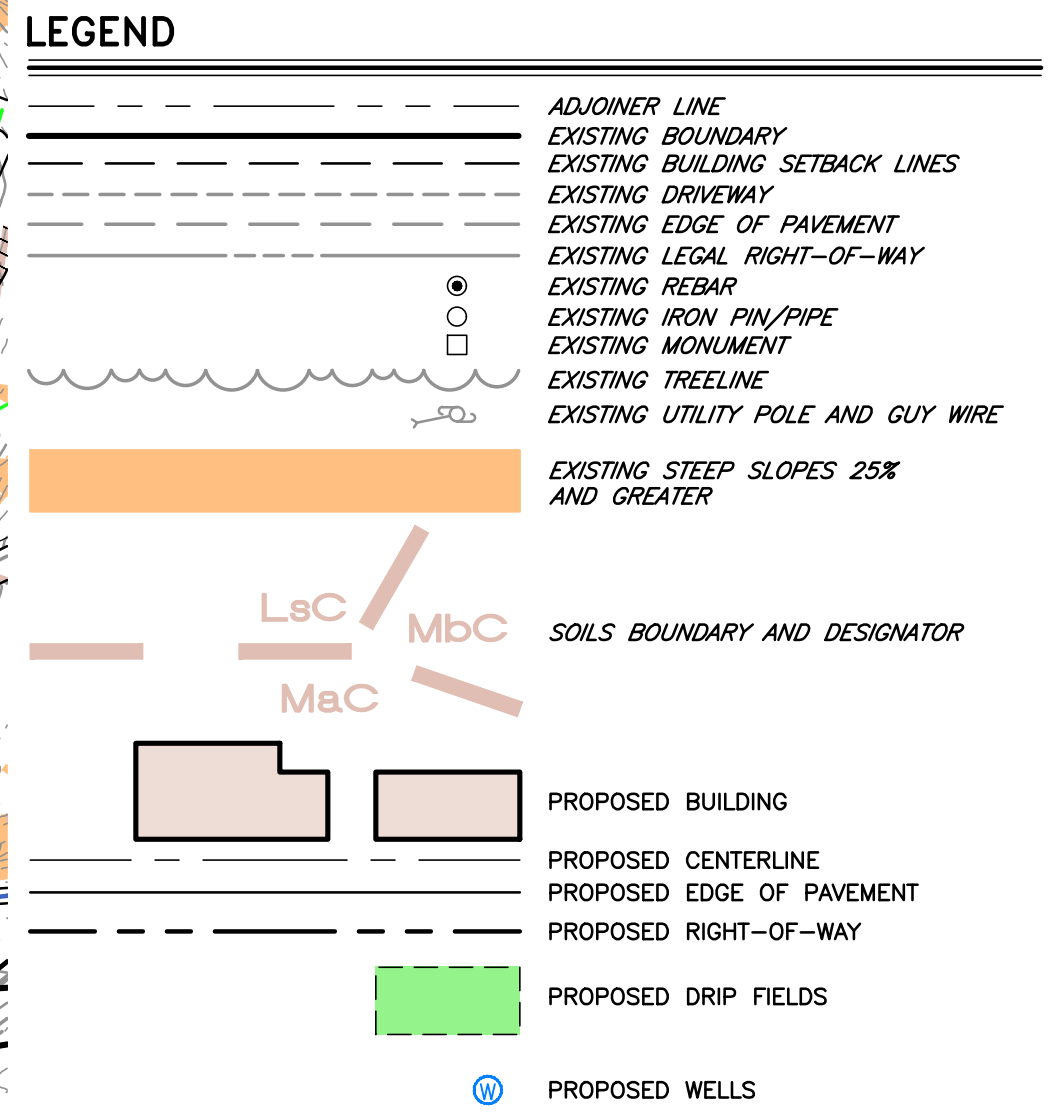 LEGEND
ADJOINER LINE
EXISTING BOUNDARY
EXISTING BUILDING SETBACK LINES
EXISTING DRIVEWAY
EXISTING EDGE OF PAVEMENT
EXISTING LEGAL RIGHT-OF-WAY
EXISTING REBAR
EXISTING IRON PIN/PIPE
EXISTING MONUMENT
EXISTING TREELINE
EXISTING UTILITY POLE AND GUY WIRE
EXISTING STEEP SLOPES 25%
AND GREATER
LsC
MbC
SOILS BOUNDARY AND DESIGNATOR
MaC
PROPOSED BUILDING
PROPOSED CENTERLINE
PROPOSED EDGE OF PAVEMENT
PROPOSED RIGHT-OF-WAY
PROPOSED DRIP FIELDS
W PROPOSED WELLS